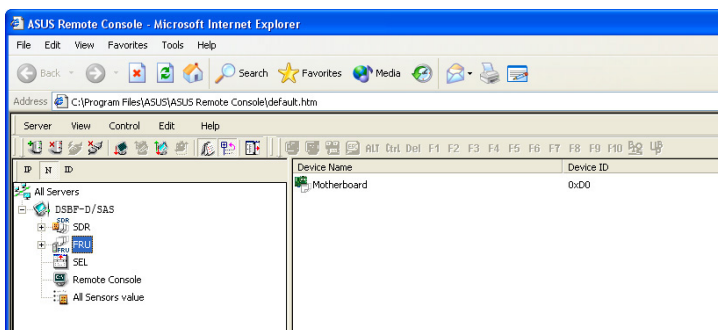 ASUS Remote Console - Microsoft Internet Explorer
File Edit View Favorites Tools Help
Back Search Favorites Media
Address C:\Program Files\ASUS\ASUS Remote Console\default.htm
Server View Control Edit Help
ALT Ctrl Del F1 F2 F3 F4 F5 F6 F7 F8 F9 F10
IP N ID
Device Name Device ID
All Servers
Motherboard 0xD0
DSBF-D/SAS
SDR SDR
FRU FRU
SEL
Remote Console
All Sensors value